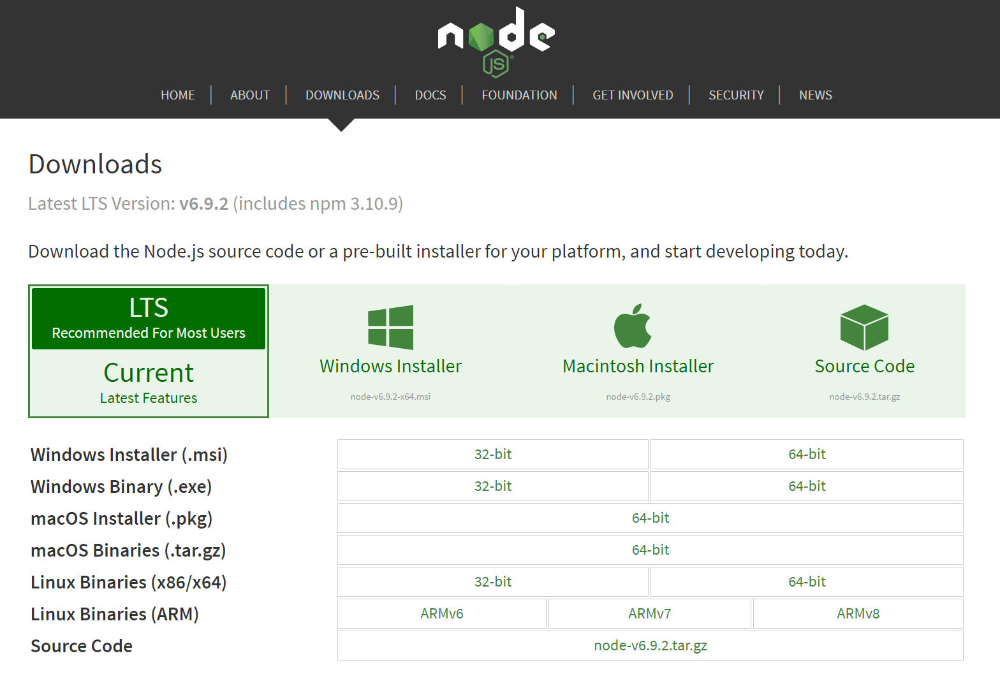 node
JS®
HOME ABOUT DOWNLOADS DOCS FOUNDATION GET INVOLVED SECURITY NEWS
Downloads
Latest LTS Version: v6.9.2 (includes npm 3.10.9)
Download the Node.js source code or a pre-built installer for your platform, and start developing today.
LTS
Recommended For Most Users
Current
Latest Features
Windows Installer
node-v6.9.2-x64.msi
Macintosh Installer
node-v6.9.2.pkg
Source Code
node-v6.9.2.tar.gz
Windows Installer (.msi) 32-bit 64-bit
Windows Binary (.exe) 32-bit 64-bit
macOS Installer (.pkg) 64-bit
macOS Binaries (.tar.gz) 64-bit
Linux Binaries (x86/x64) 32-bit 64-bit
Linux Binaries (ARM) ARMv6 ARMv7 ARMv8
Source Code node-v6.9.2.tar.gz